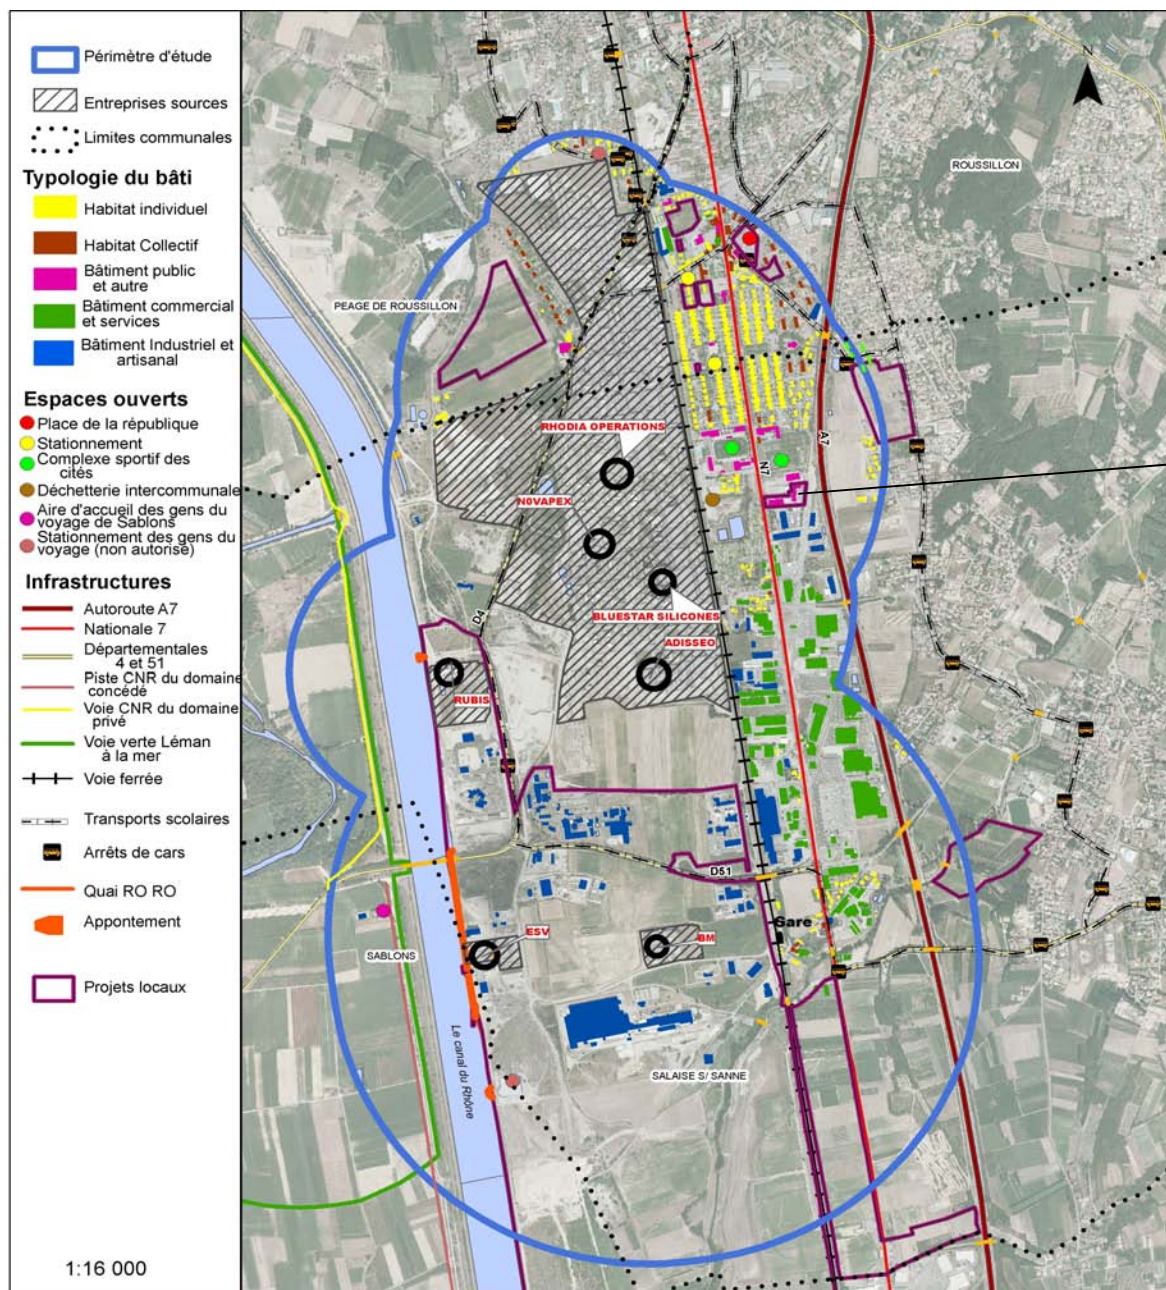 Périmètre d'étude
Entreprises sources
Limites communales
Typologie du bâti
Habitat individuel
Habitat Collectif
Bâtiment public
et autre
Bâtiment commercial
et services
Bâtiment Industriel et
artisanal
Espaces ouverts
Place de la république
Stationnement
Complexe sportif des
cités
Déchetterie intercommunale
Aire d'accueil des gens du
voyage de Sablons
Stationnement des gens du
voyage (non autorisé)
Infrastructures
Autoroute A7
Nationale 7
Départementales
4 et 51
Piste CNR du domaine
concédé
Voie CNR du domaine
privé
Voie verte Léman
à la mer
Voie ferrée
Transports scolaires
Arrêts de cars
Quai RO RO
Appontement
Projets locaux
1:16 000
N
ROUSSILLON
PEAGE DE ROUSSILLON
RHODIA OPERATIONS
A7
N7
N0VAPEX
BLUESTAR SILICONES
D4
ADISSEO
RUBIS
D51
Gare
ESV
BM
SABLONS
Le canal du Rhône
SALAISE S/ SANNE